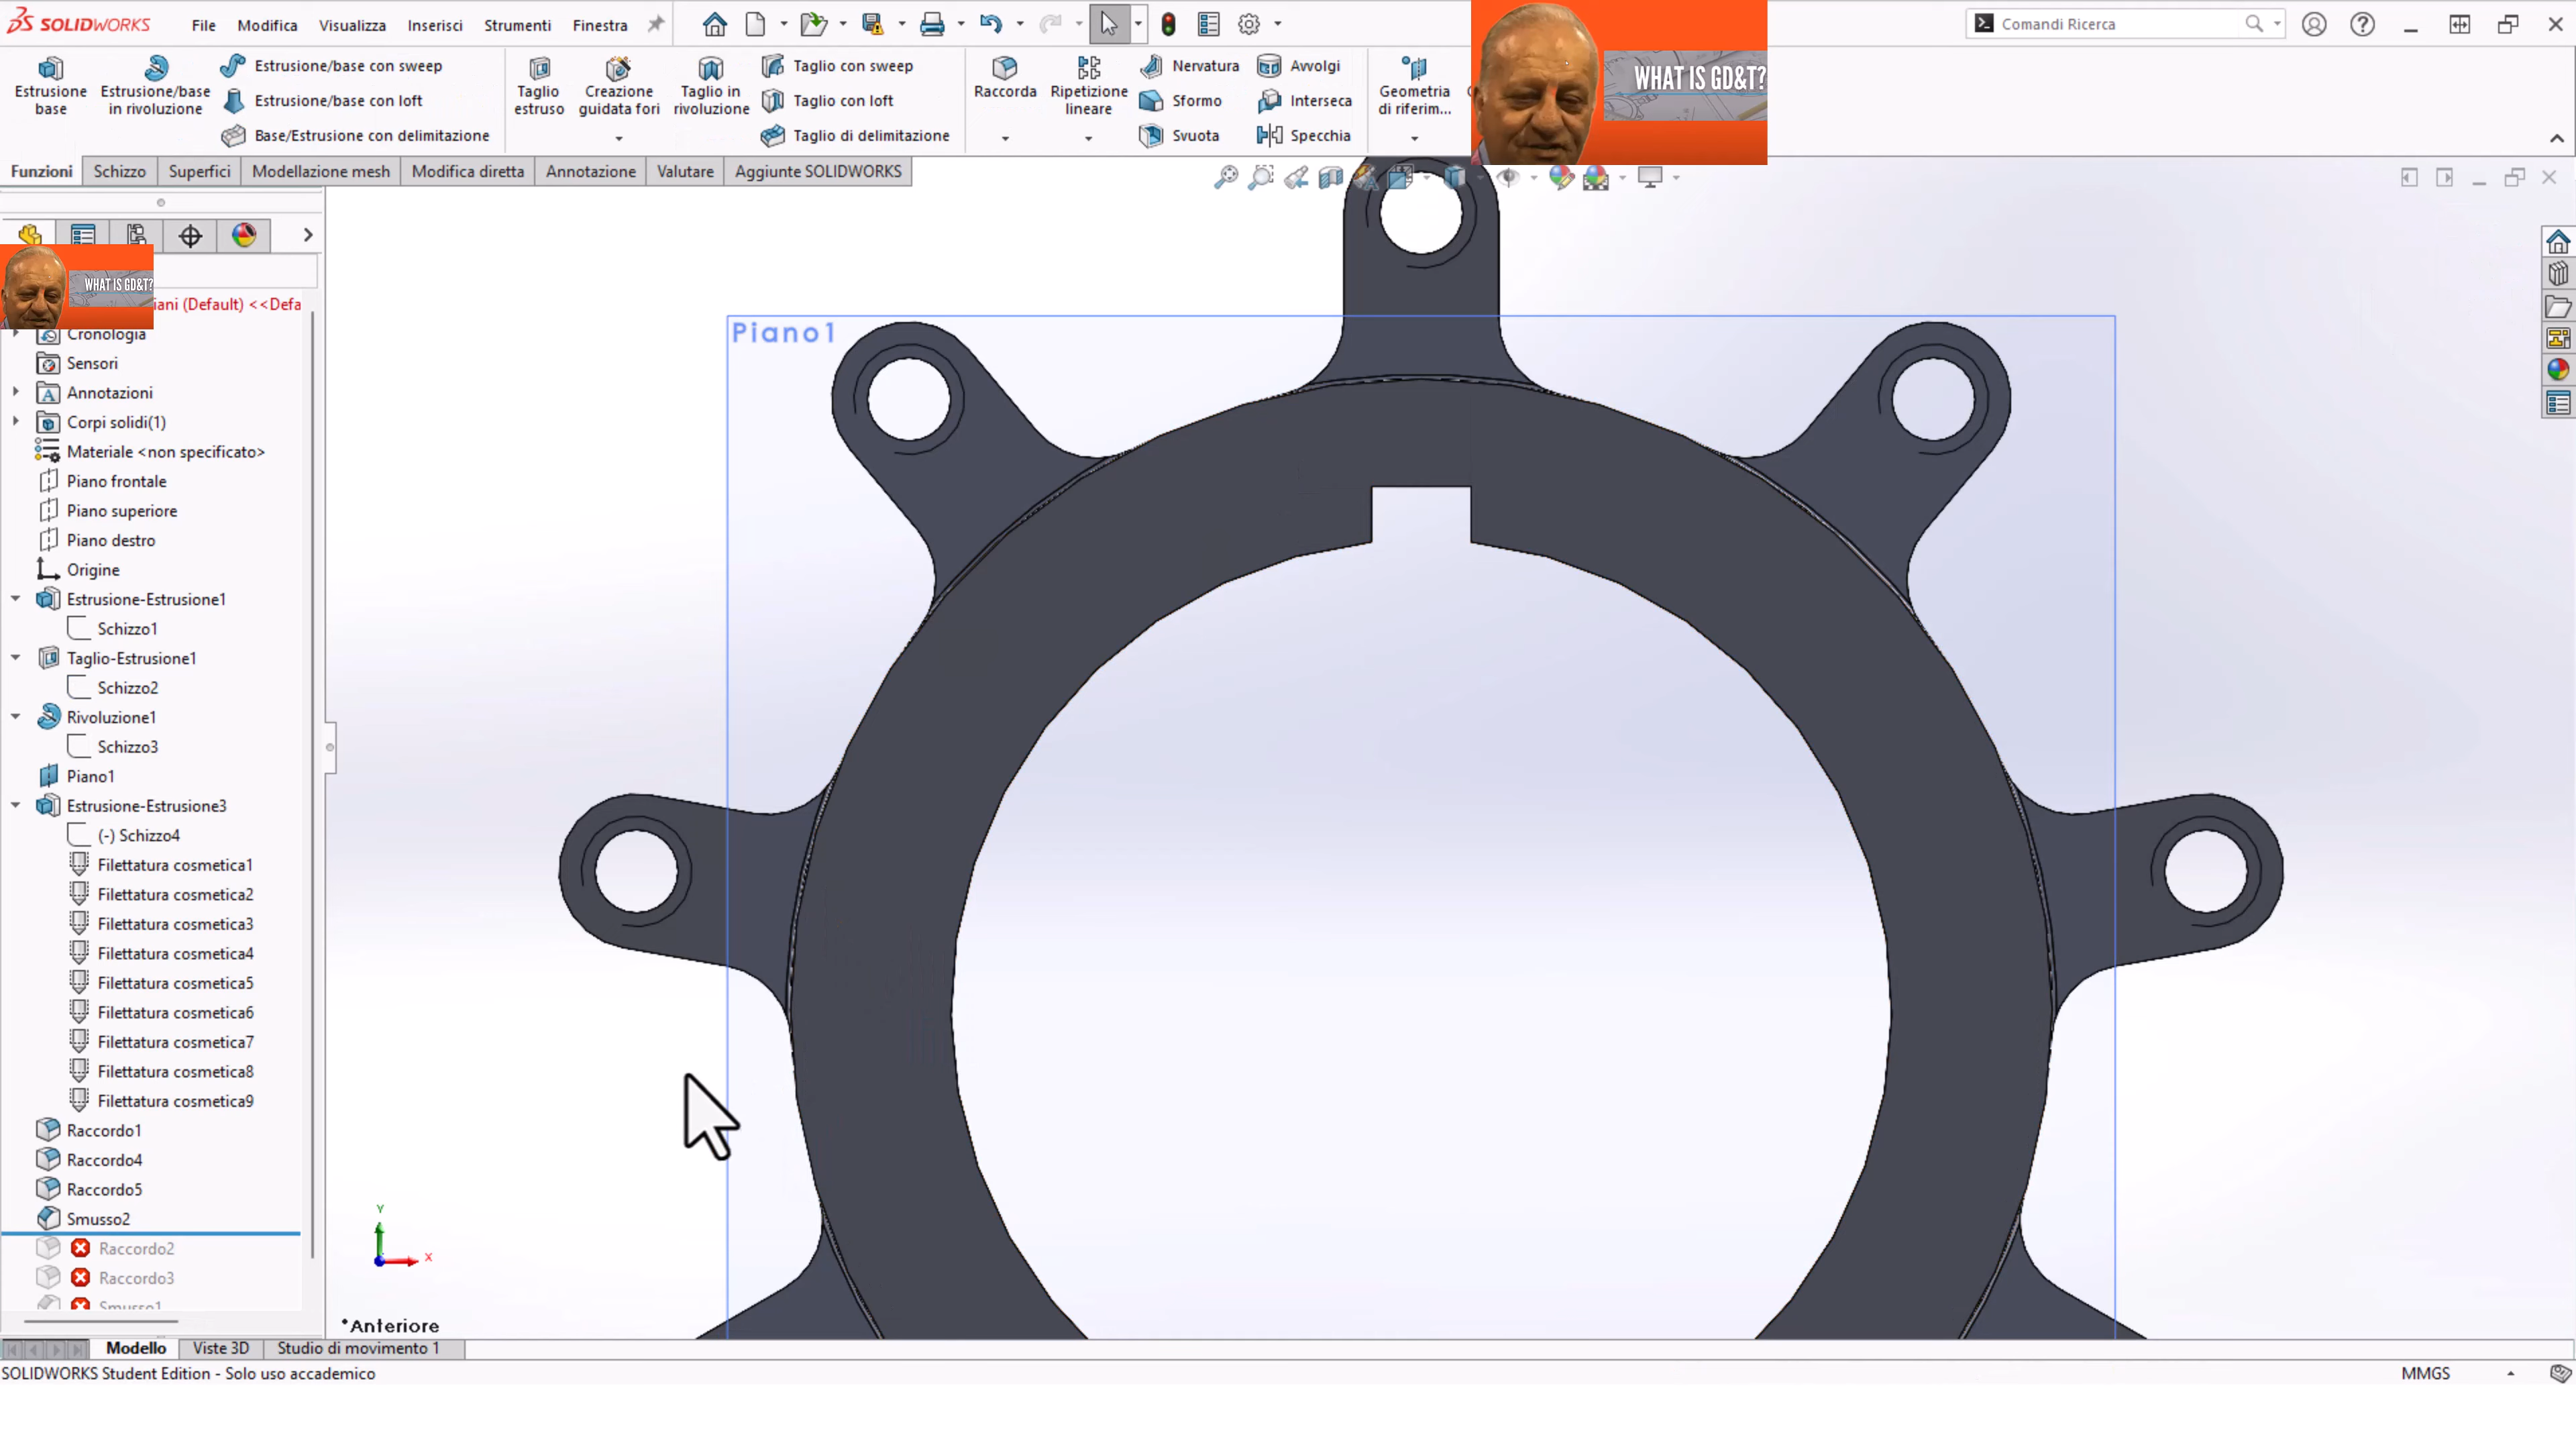 SOLIDWORKS File Modifica Visualizza Inserisci Strumenti Finestra Comandi Ricerca
Estrusione base
Estrusione/base in rivoluzione
Estrusione/base con sweep
Estrusione/base con loft
Base/Estrusione con delimitazione
Taglio estruso
Creazione guidata fori
Taglio in rivoluzione
Taglio con sweep
Taglio con loft
Taglio di delimitazione
Raccorda
Ripetizione lineare
Nervatura
Sformo
Svuota
Avvolgi
Interseca
Specchia
Geometria di riferim...
WHAT IS GD&T?
Funzioni Schizzo Superfici Modellazione mesh Modifica diretta Annotazione Valutare Aggiunte SOLIDWORKS
WHAT IS GD&T?
iani (Default) <<Defa
Cronologia
Sensori
Annotazioni
Corpi solidi(1)
Materiale <non specificato>
Piano frontale
Piano superiore
Piano destro
Origine
Estrusione-Estrusione1
Schizzo1
Taglio-Estrusione1
Schizzo2
Rivoluzione1
Schizzo3
Piano1
Estrusione-Estrusione3
(-) Schizzo4
Filettatura cosmetica1
Filettatura cosmetica2
Filettatura cosmetica3
Filettatura cosmetica4
Filettatura cosmetica5
Filettatura cosmetica6
Filettatura cosmetica7
Filettatura cosmetica8
Filettatura cosmetica9
Raccordo1
Raccordo4
Raccordo5
Smusso2
Raccordo2
Raccordo3
Smusso1
Piano1
Y
X
*Anteriore
Modello Viste 3D Studio di movimento 1
SOLIDWORKS Student Edition - Solo uso accademico MMGS